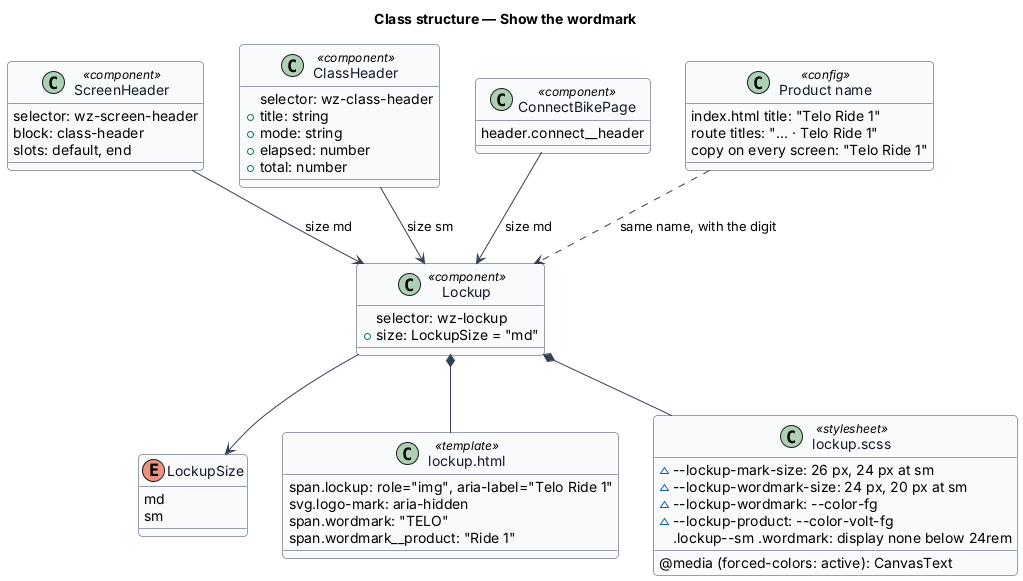 Class structure — Show the wordmark
C
«component»
ScreenHeader
selector: wz-screen-header
block: class-header
slots: default, end
C
«component»
ClassHeader
selector: wz-class-header
title: string
mode: string
elapsed: number
total: number
C
«component»
ConnectBikePage
header.connect__header
C
«config»
Product name
index.html title: "Telo Ride 1"
route titles: "... · Telo Ride 1"
copy on every screen: "Telo Ride 1"
size md
size sm
size md
same name, with the digit
C
«component»
Lockup
selector: wz-lockup
size: LockupSize = "md"
E
LockupSize
md
sm
C
«template»
lockup.html
span.lockup: role="img", aria-label="Telo Ride 1"
svg.logo-mark: aria-hidden
span.wordmark: "TELO"
span.wordmark__product: "Ride 1"
C
«stylesheet»
lockup.scss
--lockup-mark-size: 26 px, 24 px at sm
--lockup-wordmark-size: 24 px, 20 px at sm
--lockup-wordmark: --color-fg
--lockup-product: --color-volt-fg
.lockup--sm .wordmark: display none below 24rem
@media (forced-colors: active): CanvasText